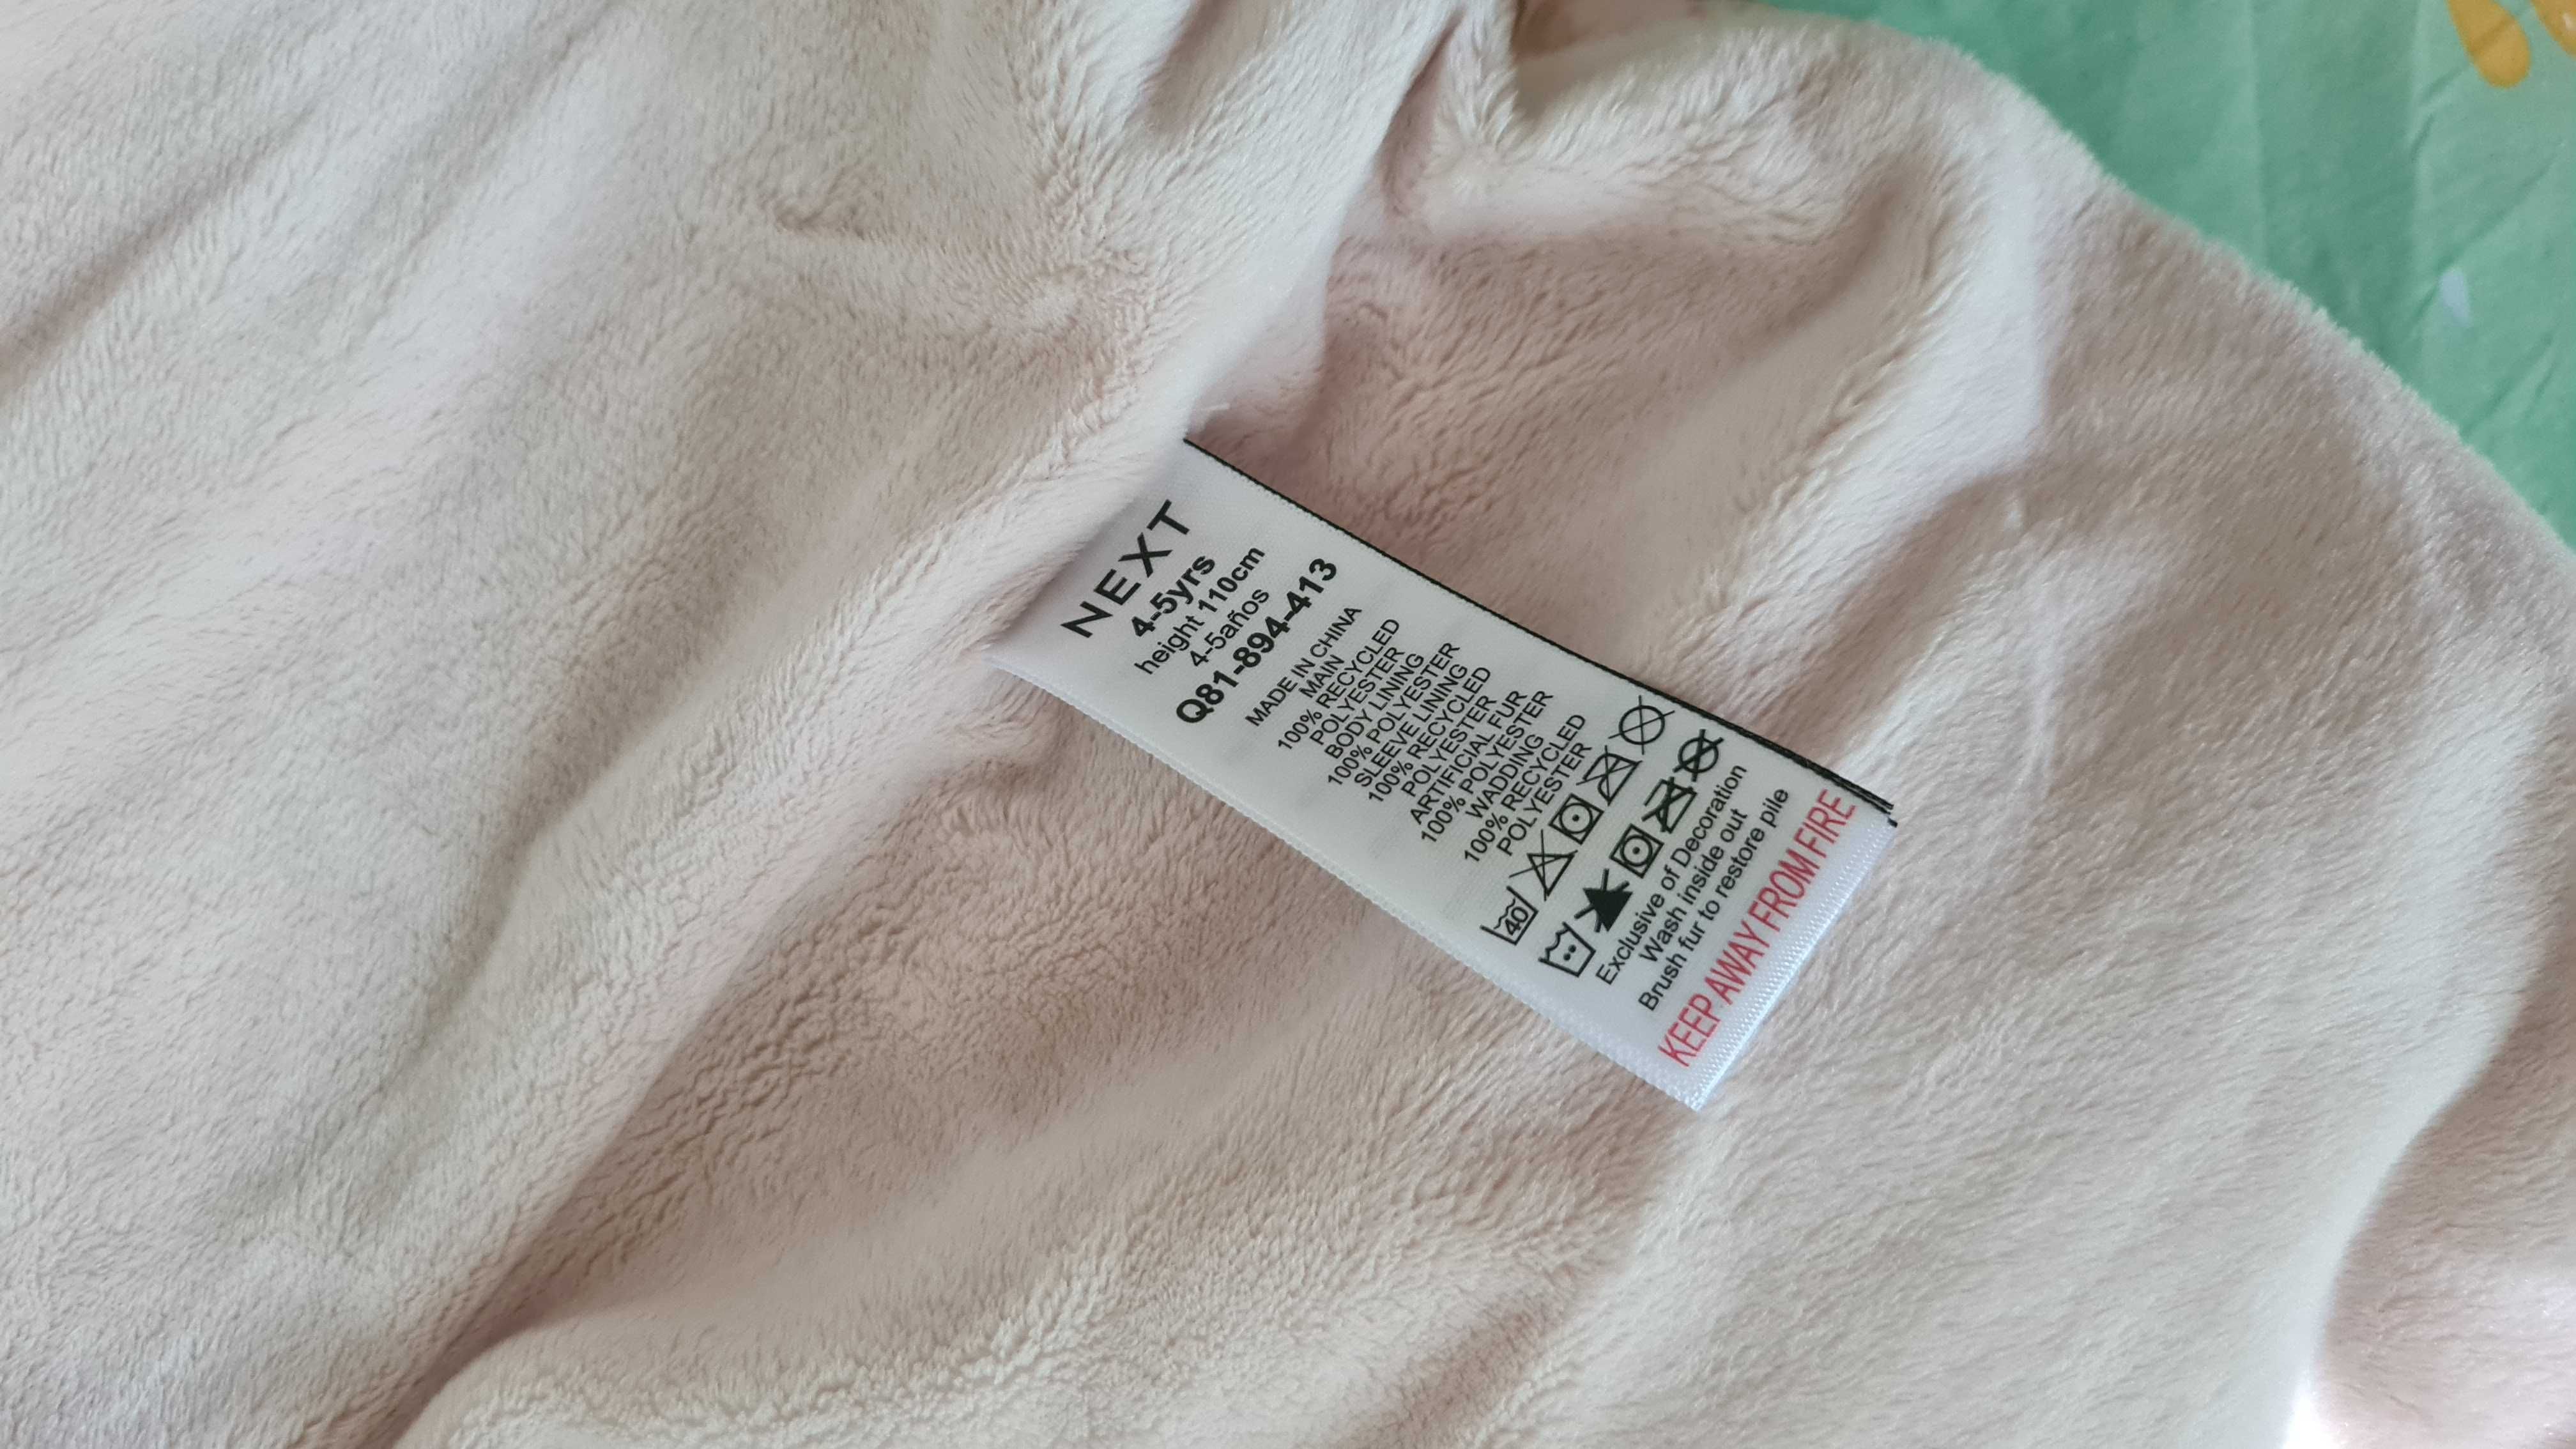 NEXT
4-5yrs
height 110cm
4-5años
Q81-894-413
MADE IN CHINA
MAIN
100% RECYCLED
POLYESTER
BODY LINING
100% POLYESTER
SLEEVE LINING
100% RECYCLED
POLYESTER
ARTIFICIAL FUR
100% POLYESTER
WADDING
100% RECYCLED
POLYESTER
40
Exclusive of Decoration
Wash inside out
Brush fur to restore pile
KEEP AWAY FROM FIRE